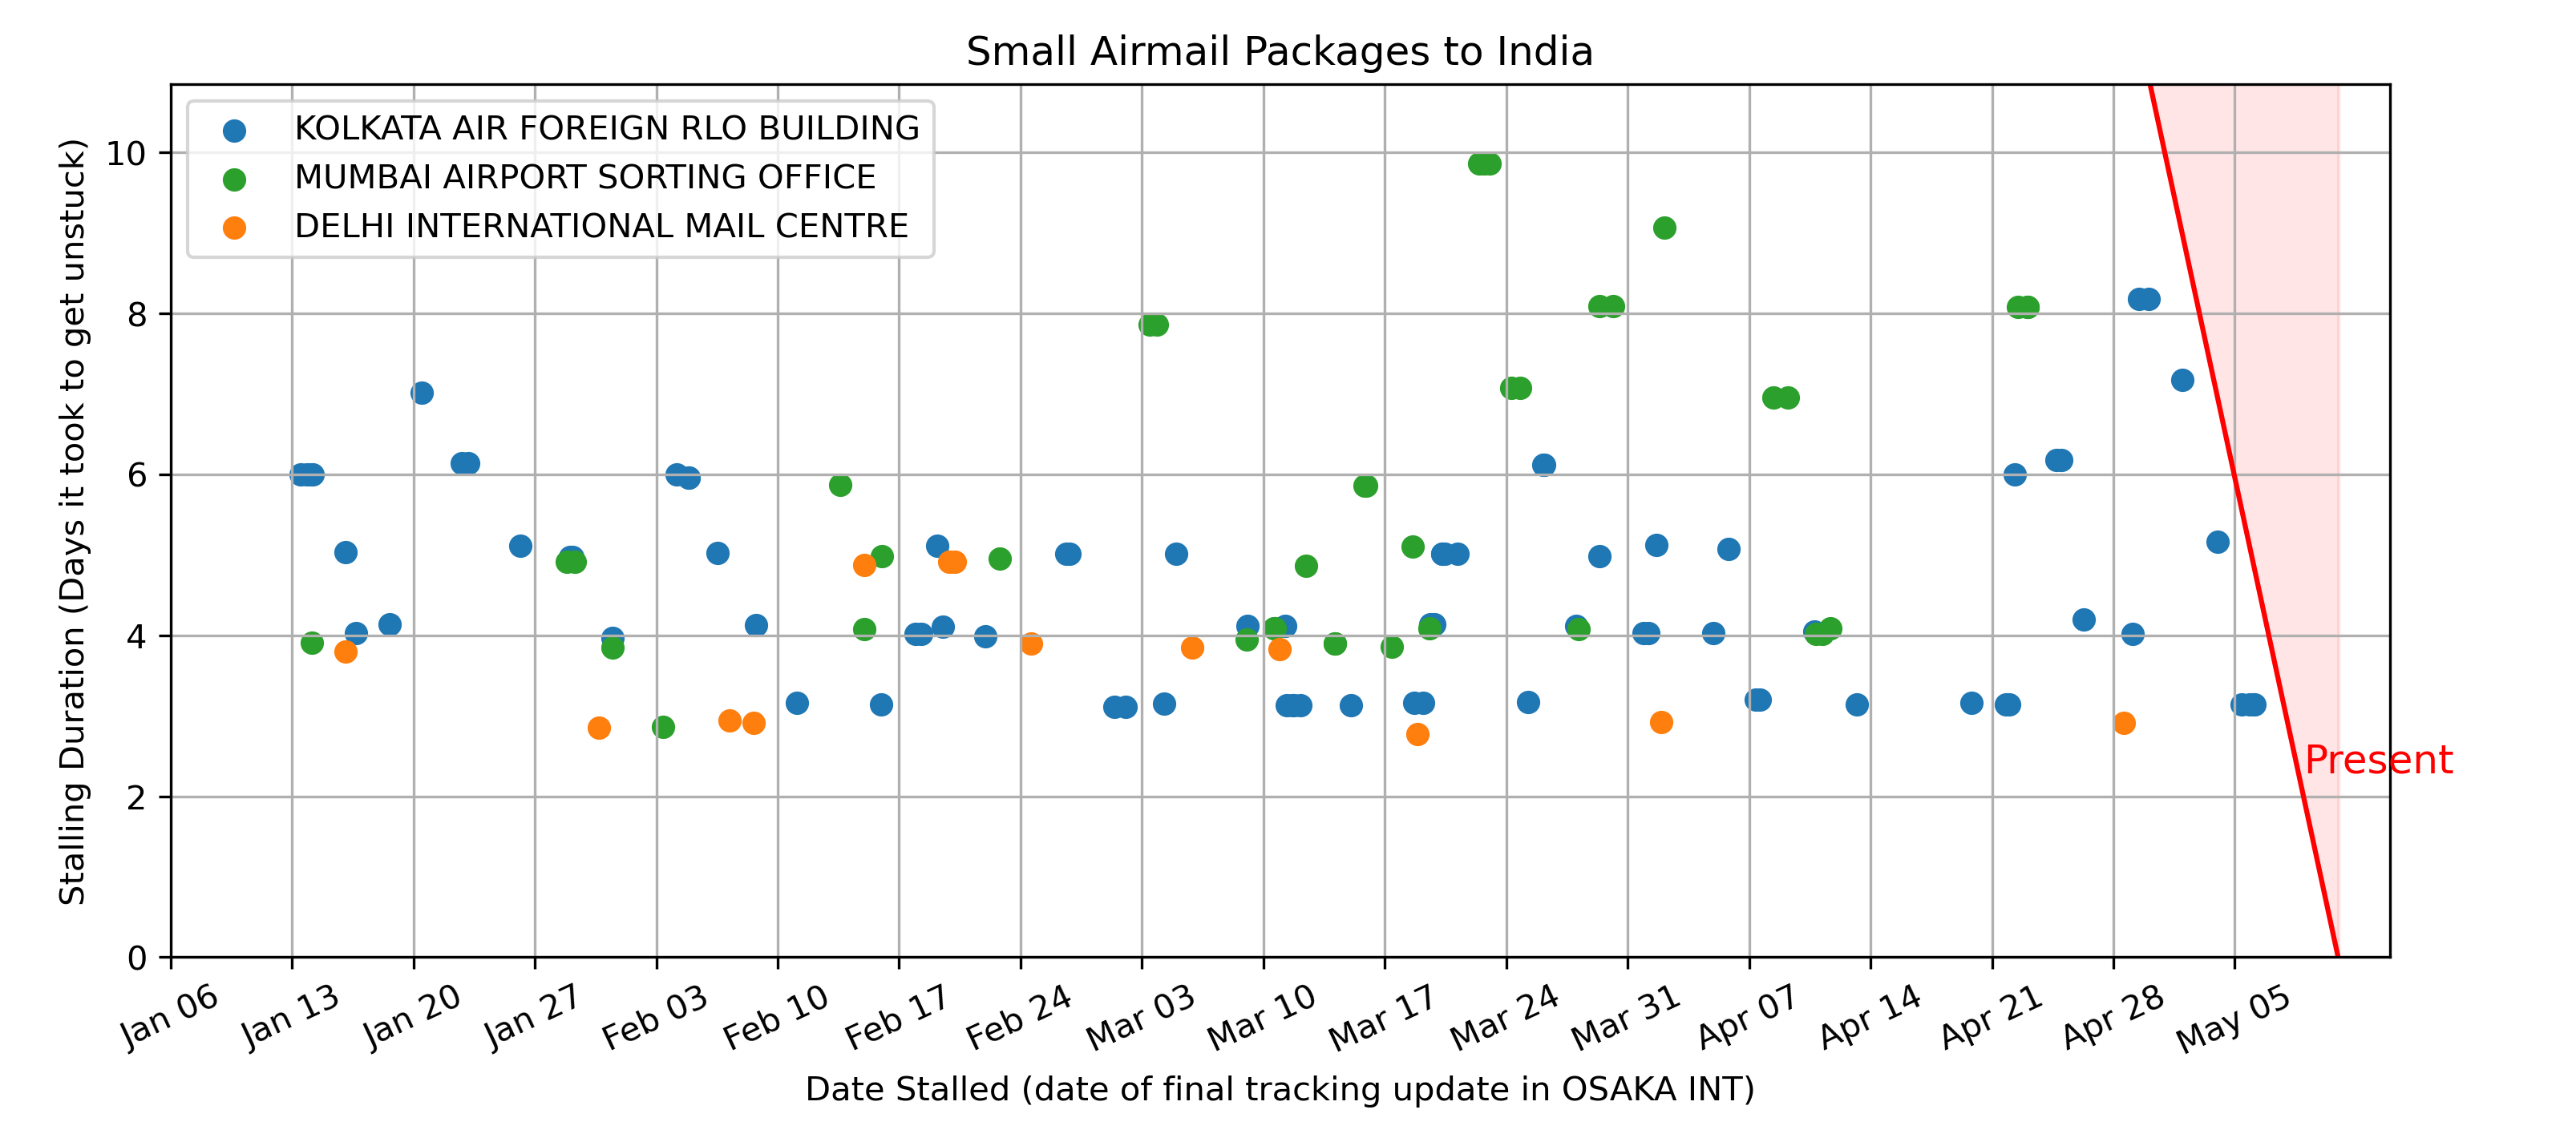 Small Airmail Packages to India
KOLKATA AIR FOREIGN RLO BUILDING
MUMBAI AIRPORT SORTING OFFICE
DELHI INTERNATIONAL MAIL CENTRE
Stalling Duration (Days it took to get unstuck)
10
8
6
4
2
0
Present
Jan 06
Jan 13
Jan 20
Jan 27
Feb 03
Feb 10
Feb 17
Feb 24
Mar 03
Mar 10
Mar 17
Mar 24
Mar 31
Apr 07
Apr 14
Apr 21
Apr 28
May 05
Date Stalled (date of final tracking update in OSAKA INT)